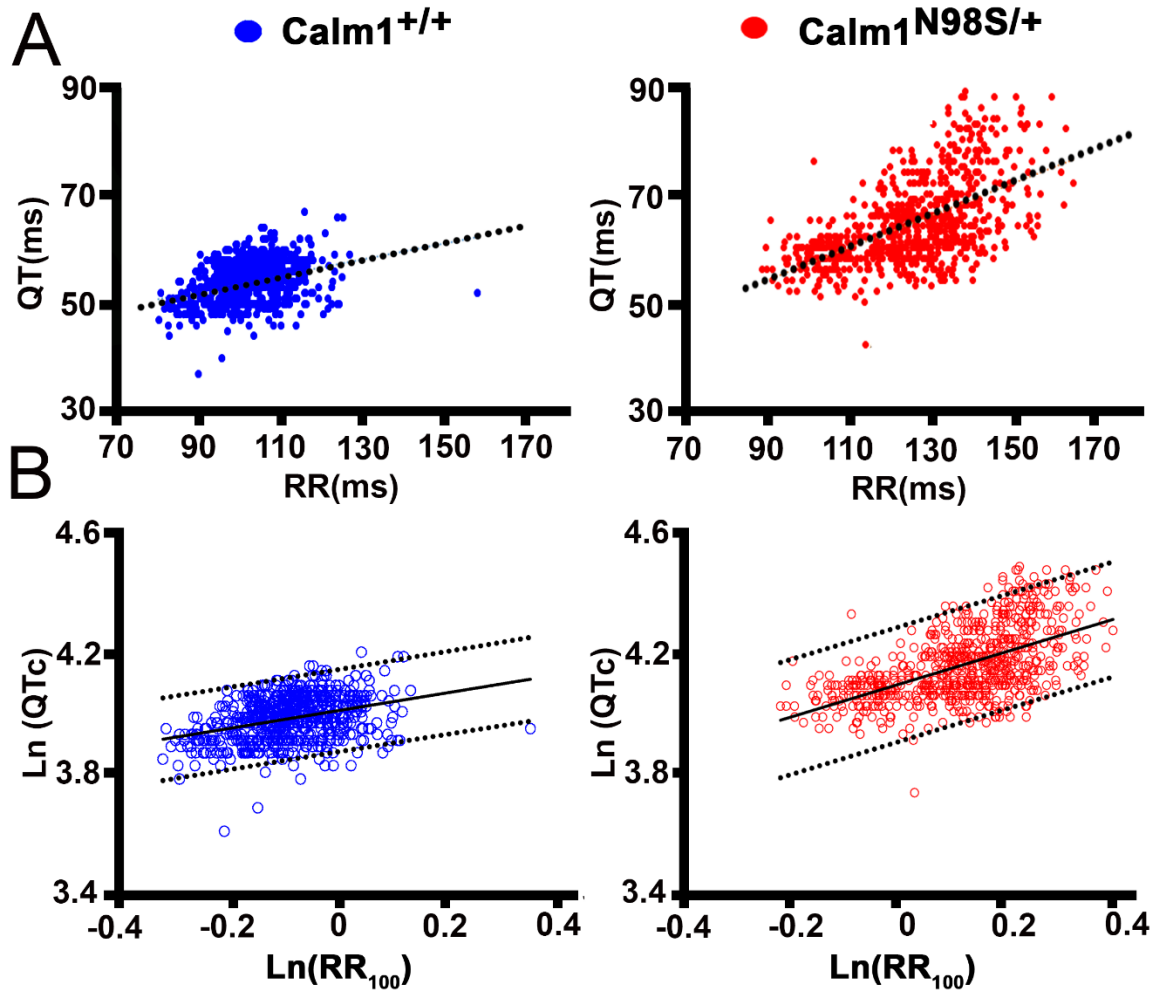 A
Calm1+/+
Calm1N98S/+
90
70
50
30
QT(ms)
70 90 110 130 150 170
RR(ms)
90
70
50
30
QT(ms)
70 90 110 130 150 170
RR(ms)
B
4.6
4.2
3.8
3.4
Ln (QTc)
-0.4 -0.2 0 0.2 0.4
Ln(RR100)
4.6
4.2
3.8
3.4
Ln (QTc)
-0.4 -0.2 0 0.2 0.4
Ln(RR100)